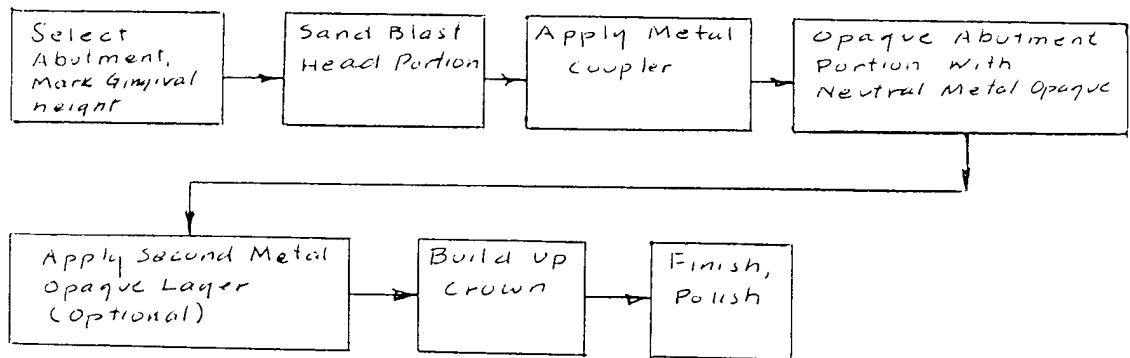 Select
Abutment,
Mark Gingival
height
Sand Blast
Head Portion
Apply Metal
Coupler
Opaque Abutment
Portion with
Neutral Metal Opaque
Apply Second Metal
Opaque Layer
(Optional)
Build up
Crown
Finish,
Polish